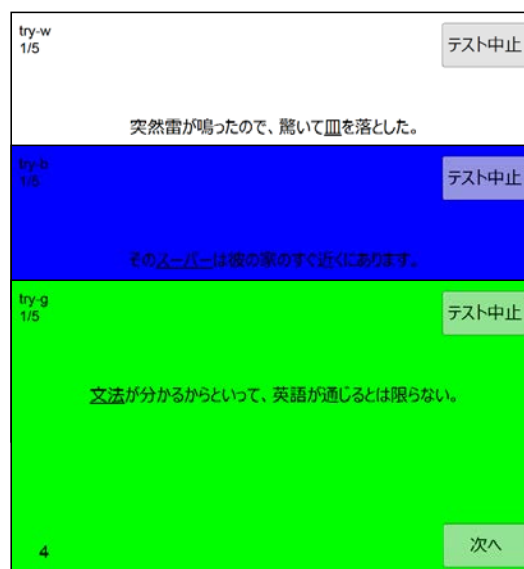 try-w
1/5
テスト中止
突然雷が鳴ったので、驚いて皿を落とした。
try-b
1/5
テスト中止
そのスーパーは彼の家のすぐ近くにあります。
try-g
1/5
テスト中止
文法が分かるからといって、英語が通じるとは限らない。
4
次へ